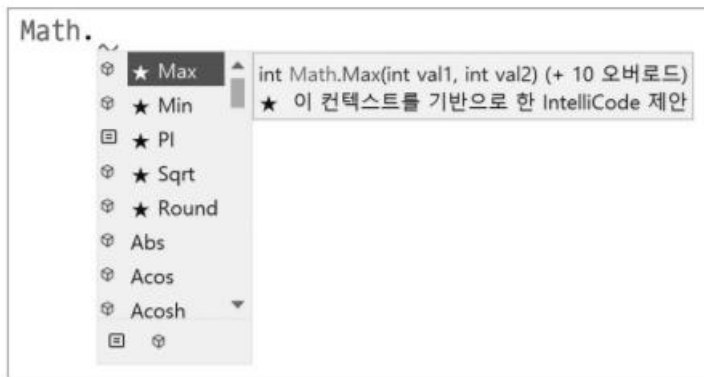 Math.
★ Max
int Math.Max(int val1, int val2) (+ 10 오버로드)
★ 이 컨텍스트를 기반으로 한 IntelliCode 제안
★ Min
★ PI
★ Sqrt
★ Round
Abs
Acos
Acosh